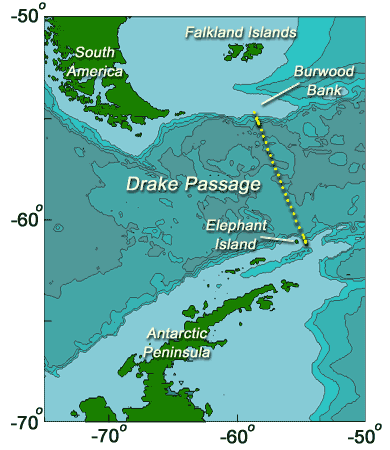 -50°
Falkland Islands
South
America
Burwood
Bank
Drake Passage
-60°
Elephant
Island
Antarctic
Peninsula
-70°
-70°
-60°
-50°